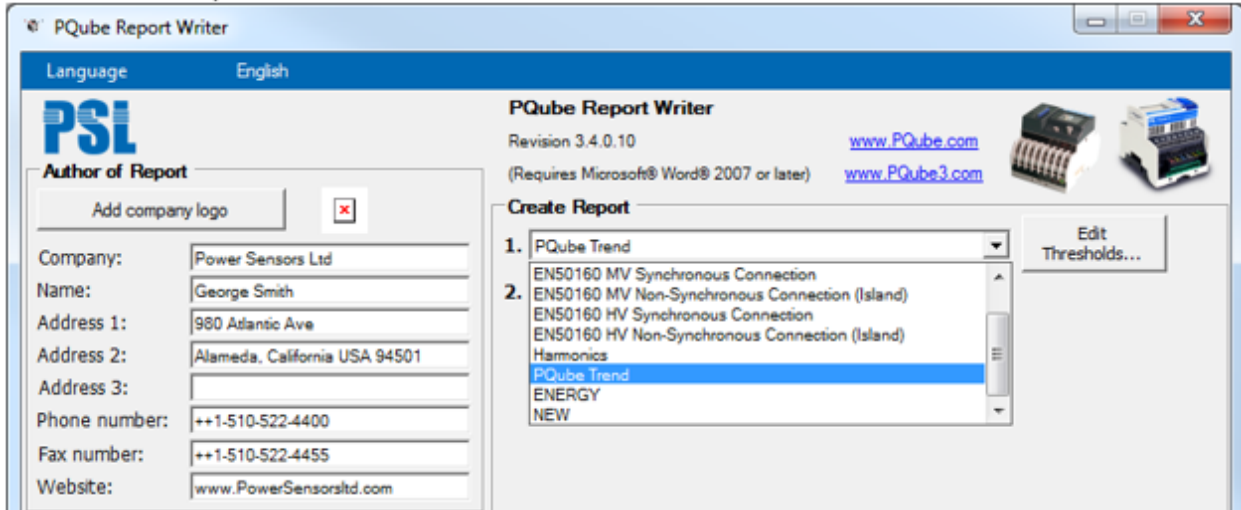 PQube Report Writer
Language English
PSL
PQube Report Writer
Revision 3.4.0.10 www.PQube.com
(Requires Microsoft® Word® 2007 or later) www.PQube3.com
Author of Report
Add company logo
Company: Power Sensors Ltd
Name: George Smith
Address 1: 980 Atlantic Ave
Address 2: Alameda, California USA 94501
Address 3:
Phone number: ++1-510-522-4400
Fax number: ++1-510-522-4455
Website: www.PowerSensorsltd.com
Create Report
1. PQube Trend
Edit
Thresholds...
2.
EN50160 MV Synchronous Connection
EN50160 MV Non-Synchronous Connection (Island)
EN50160 HV Synchronous Connection
EN50160 HV Non-Synchronous Connection (Island)
Harmonics
PQube Trend
ENERGY
NEW